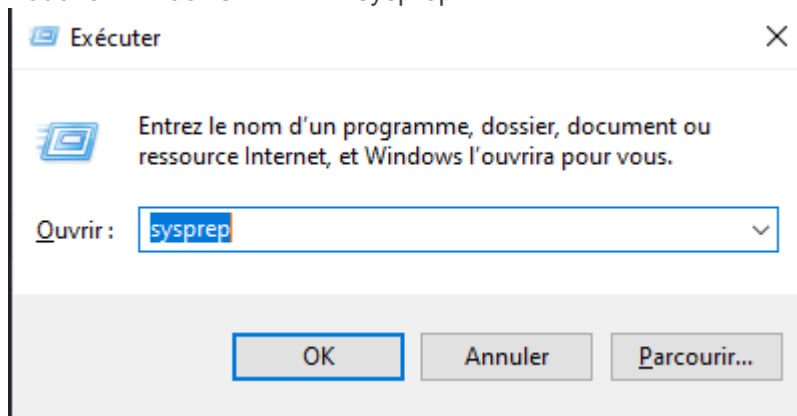 Exécuter
Entrez le nom d'un programme, dossier, document ou
ressource Internet, et Windows l'ouvrira pour vous.
Ouvrir : sysprep
OK Annuler Parcourir...